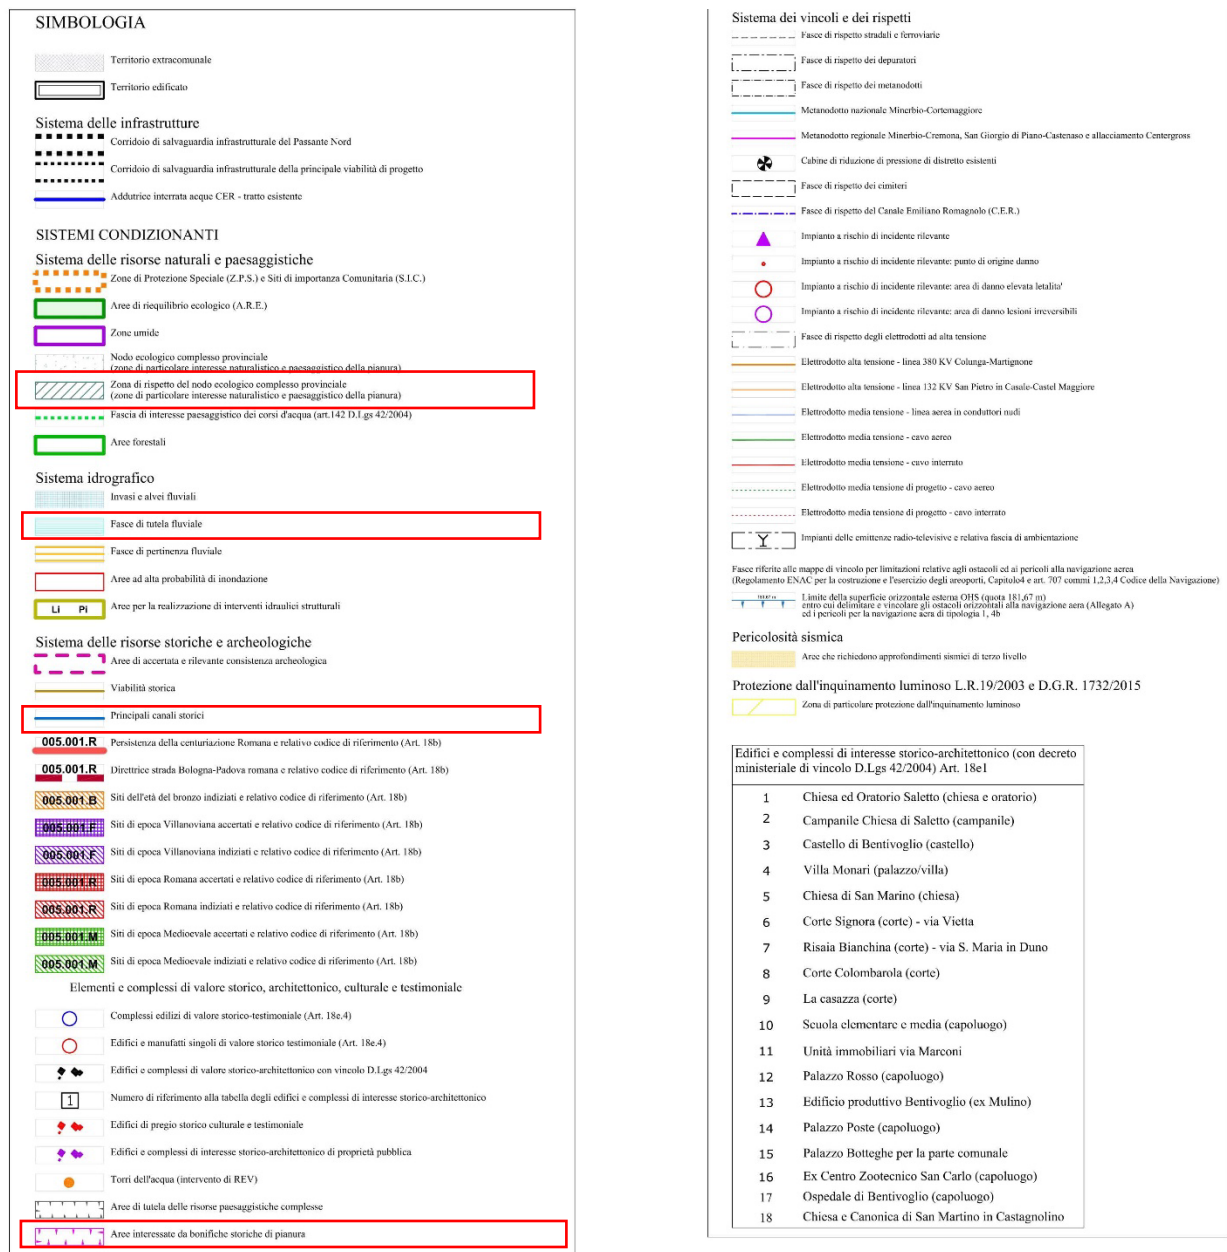 SIMBOLOGIA
Territorio extracomunale
Territorio edificato
Sistema delle infrastrutture
Corridoio di salvaguardia infrastrutturale del Passante Nord
Corridoio di salvaguardia infrastrutturale della principale viabilità di progetto
Adduttrice interrata acque CER - tratto esistente
SISTEMI CONDIZIONANTI
Sistema delle risorse naturali e paesaggistiche
Zone di Protezione Speciale (Z.P.S.) e Siti di importanza Comunitaria (S.I.C.)
Aree di riequilibrio ecologico (A.R.E.)
Zone umide
Nodo ecologico complesso provinciale
(zone di particolare interesse naturalistico e paesaggistico della pianura)
Zona di rispetto del nodo ecologico complesso provinciale
(zone di particolare interesse naturalistico e paesaggistico della pianura)
Fascia di interesse paesaggistico dei corsi d'acqua (art.142 D.Lgs 42/2004)
Aree forestali
Sistema idrografico
Invasi e alvei fluviali
Fasce di tutela fluviale
Fasce di pertinenza fluviale
Aree ad alta probabilità di inondazione
Li Pi Aree per la realizzazione di interventi idraulici strutturali
Sistema delle risorse storiche e archeologiche
Aree di accertata e rilevante consistenza archeologica
Viabilità storica
Principali canali storici
005.001.R Persistenza della centuriazione Romana e relativo codice di riferimento (Art. 18b)
005.001.R Direttrice strada Bologna-Padova romana e relativo codice di riferimento (Art. 18b)
005.001.B Siti dell'età del bronzo indiziati e relativo codice di riferimento (Art. 18b)
005.001.F Siti di epoca Villanoviana accertati e relativo codice di riferimento (Art. 18b)
005.001.F Siti di epoca Villanoviana indiziati e relativo codice di riferimento (Art. 18b)
005.001.R Siti di epoca Romana accertati e relativo codice di riferimento (Art. 18b)
005.001.R Siti di epoca Romana indiziati e relativo codice di riferimento (Art. 18b)
005.001.M Siti di epoca Medioevale accertati e relativo codice di riferimento (Art. 18b)
005.001.M Siti di epoca Medioevale indiziati e relativo codice di riferimento (Art. 18b)
Elementi e complessi di valore storico, architettonico, culturale e testimoniale
Complessi edilizi di valore storico-testimoniale (Art. 18e.4)
Edifici e manufatti singoli di valore storico testimoniale (Art. 18e.4)
Edifici e complessi di valore storico-architettonico con vincolo D.Lgs 42/2004
1 Numero di riferimento alla tabella degli edifici e complessi di interesse storico-architettonico
Edifici di pregio storico culturale e testimoniale
Edifici e complessi di interesse storico-architettonico di proprietà pubblica
Torri dell'acqua (intervento di REV)
Aree di tutela delle risorse paesaggistiche complesse
Aree interessate da bonifiche storiche di pianura
Sistema dei vincoli e dei rispetti
Fasce di rispetto stradali e ferroviarie
Fasce di rispetto dei depuratori
Fasce di rispetto dei metanodotti
Metanodotto nazionale Minerbio-Cortemaggiore
Metanodotto regionale Minerbio-Cremona, San Giorgio di Piano-Castenaso e allacciamento Centergross
Cabine di riduzione di pressione di distretto esistenti
Fasce di rispetto dei cimiteri
Fasce di rispetto del Canale Emiliano Romagnolo (C.E.R.)
Impianto a rischio di incidente rilevante
Impianto a rischio di incidente rilevante: punto di origine danno
Impianto a rischio di incidente rilevante: area di danno elevata letalita'
Impianto a rischio di incidente rilevante: area di danno lesioni irreversibili
Fasce di rispetto degli elettrodotti ad alta tensione
Elettrodotto alta tensione - linea 380 KV Colunga-Martignone
Elettrodotto alta tensione - linea 132 KV San Pietro in Casale-Castel Maggiore
Elettrodotto media tensione - linea aerea in conduttori nudi
Elettrodotto media tensione - cavo aereo
Elettrodotto media tensione - cavo interrato
Elettrodotto media tensione di progetto - cavo aereo
Elettrodotto media tensione di progetto - cavo interrato
Impianti delle emittenze radio-televisive e relativa fascia di ambientazione
Fasce riferite alle mappe di vincolo per limitazioni relative agli ostacoli ed ai pericoli alla navigazione aerea
(Regolamento ENAC per la costruzione e l'esercizio degli areoporti, Capitolo4 e art. 707 commi 1,2,3,4 Codice della Navigazione)
Limite della superficie orizzontale esterna OHS (quota 181,67 m)
entro cui delimitare e vincolare gli ostacoli orizzontali alla navigazione aera (Allegato A)
ed i pericoli per la navigazione aera di tipologia 1, 4b
Pericolosità sismica
Aree che richiedono approfondimenti sismici di terzo livello
Protezione dall'inquinamento luminoso L.R.19/2003 e D.G.R. 1732/2015
Zona di particolare protezione dall'inquinamento luminoso
Edifici e complessi di interesse storico-architettonico (con decreto
ministeriale di vincolo D.Lgs 42/2004) Art. 18e1
1 Chiesa ed Oratorio Saletto (chiesa e oratorio)
2 Campanile Chiesa di Saletto (campanile)
3 Castello di Bentivoglio (castello)
4 Villa Monari (palazzo/villa)
5 Chiesa di San Marino (chiesa)
6 Corte Signora (corte) - via Vietta
7 Risaia Bianchina (corte) - via S. Maria in Duno
8 Corte Colombarola (corte)
9 La casazza (corte)
10 Scuola elementare e media (capoluogo)
11 Unità immobiliari via Marconi
12 Palazzo Rosso (capoluogo)
13 Edificio produttivo Bentivoglio (ex Mulino)
14 Palazzo Poste (capoluogo)
15 Palazzo Botteghe per la parte comunale
16 Ex Centro Zootecnico San Carlo (capoluogo)
17 Ospedale di Bentivoglio (capoluogo)
18 Chiesa e Canonica di San Martino in Castagnolino